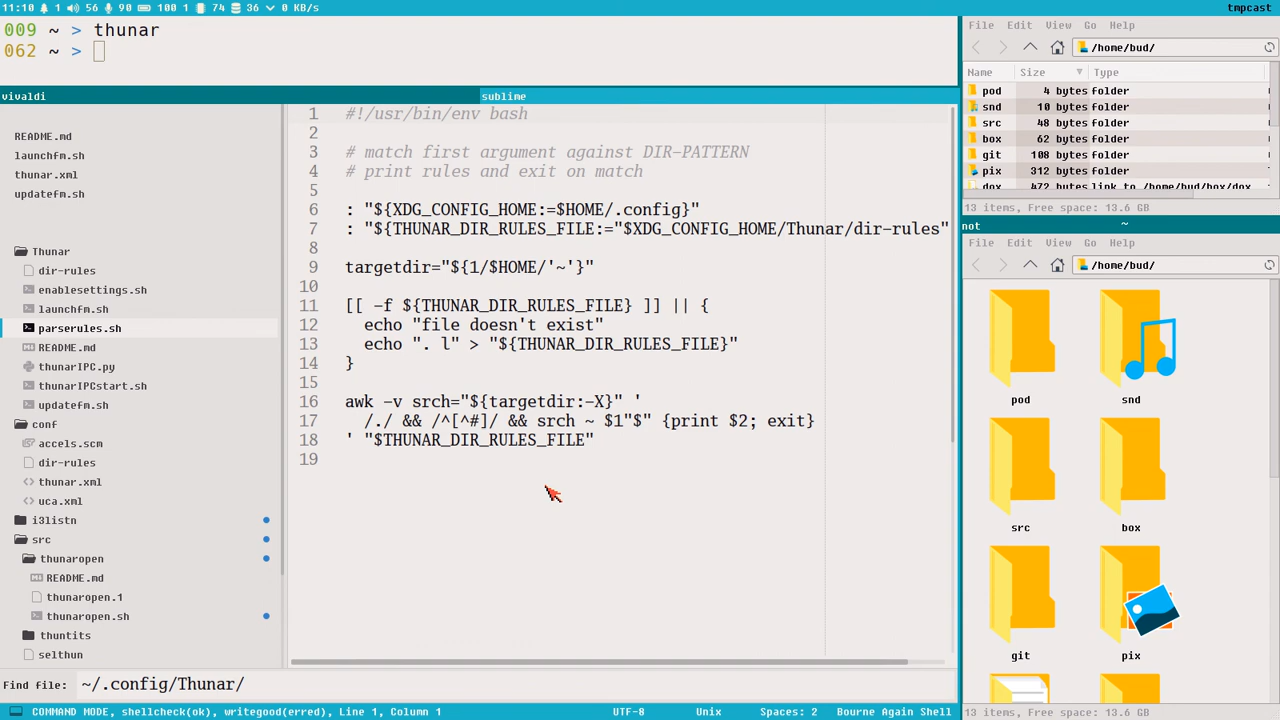 11:10 1 56 90 100 1 74 36 0 KB/s
tmpcast
009 ~ > thunar
062 ~ >
vivaldi
sublime
README.md
launchfm.sh
thunar.xml
updatefm.sh
Thunar
dir-rules
enablesettings.sh
launchfm.sh
parserules.sh
README.md
thunarIPC.py
thunarIPCstart.sh
updatefm.sh
conf
accels.scm
dir-rules
thunar.xml
uca.xml
i3listn
src
thunaropen
README.md
thunaropen.1
thunaropen.sh
thuntits
selthun
1 #!/usr/bin/env bash
2
3 # match first argument against DIR-PATTERN
4 # print rules and exit on match
5
6 : "${XDG_CONFIG_HOME:=$HOME/.config}"
7 : "${THUNAR_DIR_RULES_FILE:="$XDG_CONFIG_HOME/Thunar/dir-rules"
8
9 targetdir="${1/$HOME/'~'}"
10
11 [[ -f ${THUNAR_DIR_RULES_FILE} ]] || {
12 echo "file doesn't exist"
13 echo ". l" > "${THUNAR_DIR_RULES_FILE}"
14 }
15
16 awk -v srch="${targetdir:-X}" '
17 /./ && /^[^#]/ && srch ~ $1"$" {print $2; exit}
18 ' "$THUNAR_DIR_RULES_FILE"
19
Find file: ~/.config/Thunar/
COMMAND MODE, shellcheck(ok), writegood(erred), Line 1, Column 1 UTF-8 Unix Spaces: 2 Bourne Again Shell
File Edit View Go Help
/home/bud/
Name Size Type
pod 4 bytes folder
snd 10 bytes folder
src 48 bytes folder
box 62 bytes folder
git 108 bytes folder
pix 312 bytes folder
dox 472 bytes link to /home/bud/box/dox
13 items, Free space: 13.6 GB
not ~
File Edit View Go Help
/home/bud/
pod snd
src box
git pix
13 items, Free space: 13.6 GB